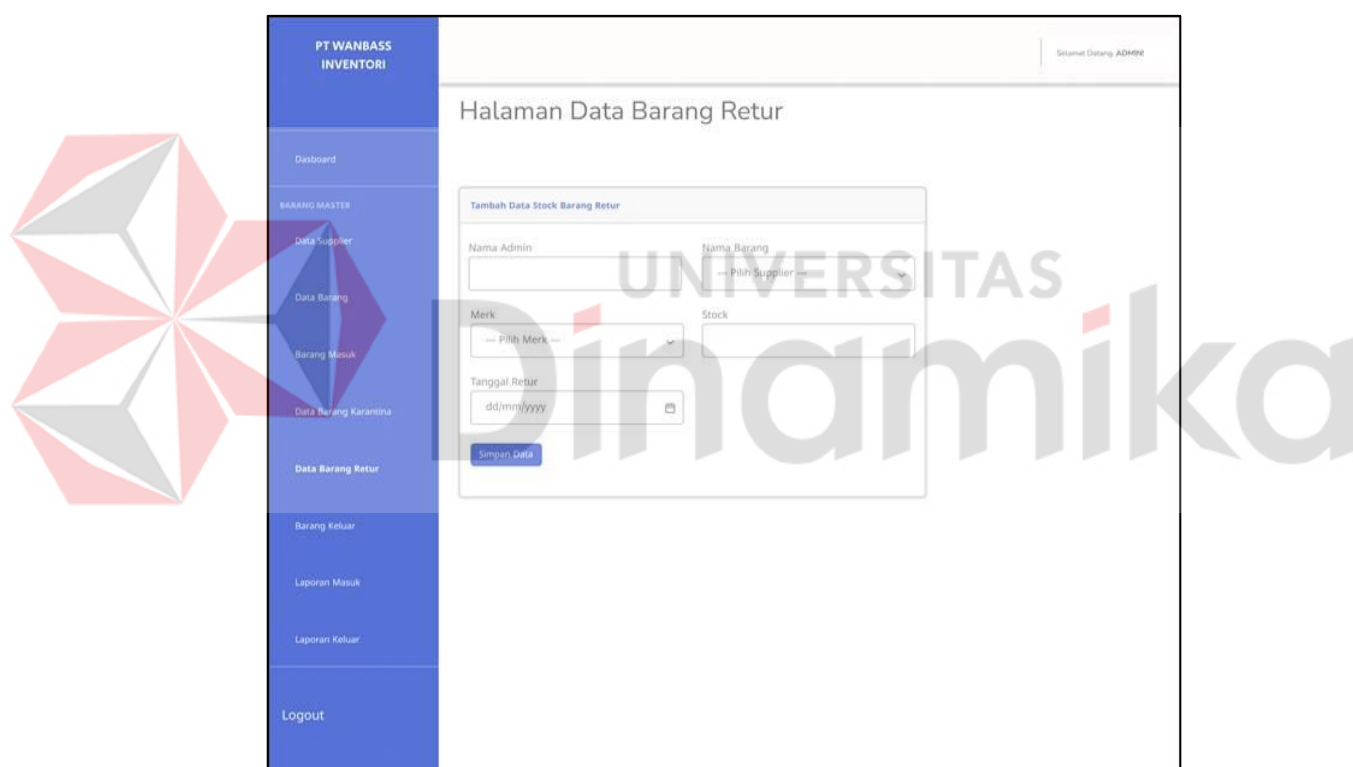 PT WANBASS
INVENTORI
Selamat Datang, ADMIN!
Halaman Data Barang Retur
Dasboard
BARANG MASTER
Data Supplier
Data Barang
Barang Masuk
Data Barang Karantina
Data Barang Retur
Barang Keluar
Laporan Masuk
Laporan Keluar
Logout
Tambah Data Stock Barang Retur
Nama Admin
Nama Barang
--- Pilih Supplier ---
Merk
--- Pilih Merk ---
Stock
Tanggal Retur
dd/mm/yyyy
Simpan Data
UNIVERSITAS
Dinamika